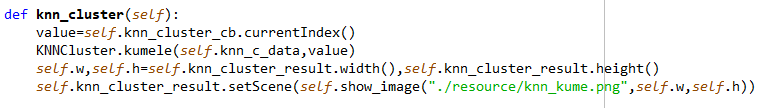 def knn_cluster(self):
value=self.knn_cluster_cb.currentIndex()
KNNCluster.kumele(self.knn_c_data,value)
self.w,self.h=self.knn_cluster_result.width(),self.knn_cluster_result.height()
self.knn_cluster_result.setScene(self.show_image("./resource/knn_kume.png",self.w,self.h))